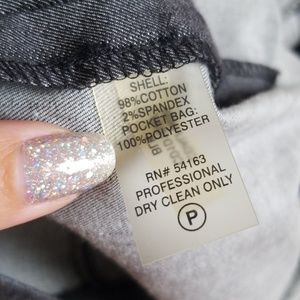 SHELL:
98%COTTON
2%SPANDEX
POCKET BAG:
100%POLYESTER
RN# 54163
PROFESSIONAL
DRY CLEAN ONLY
P